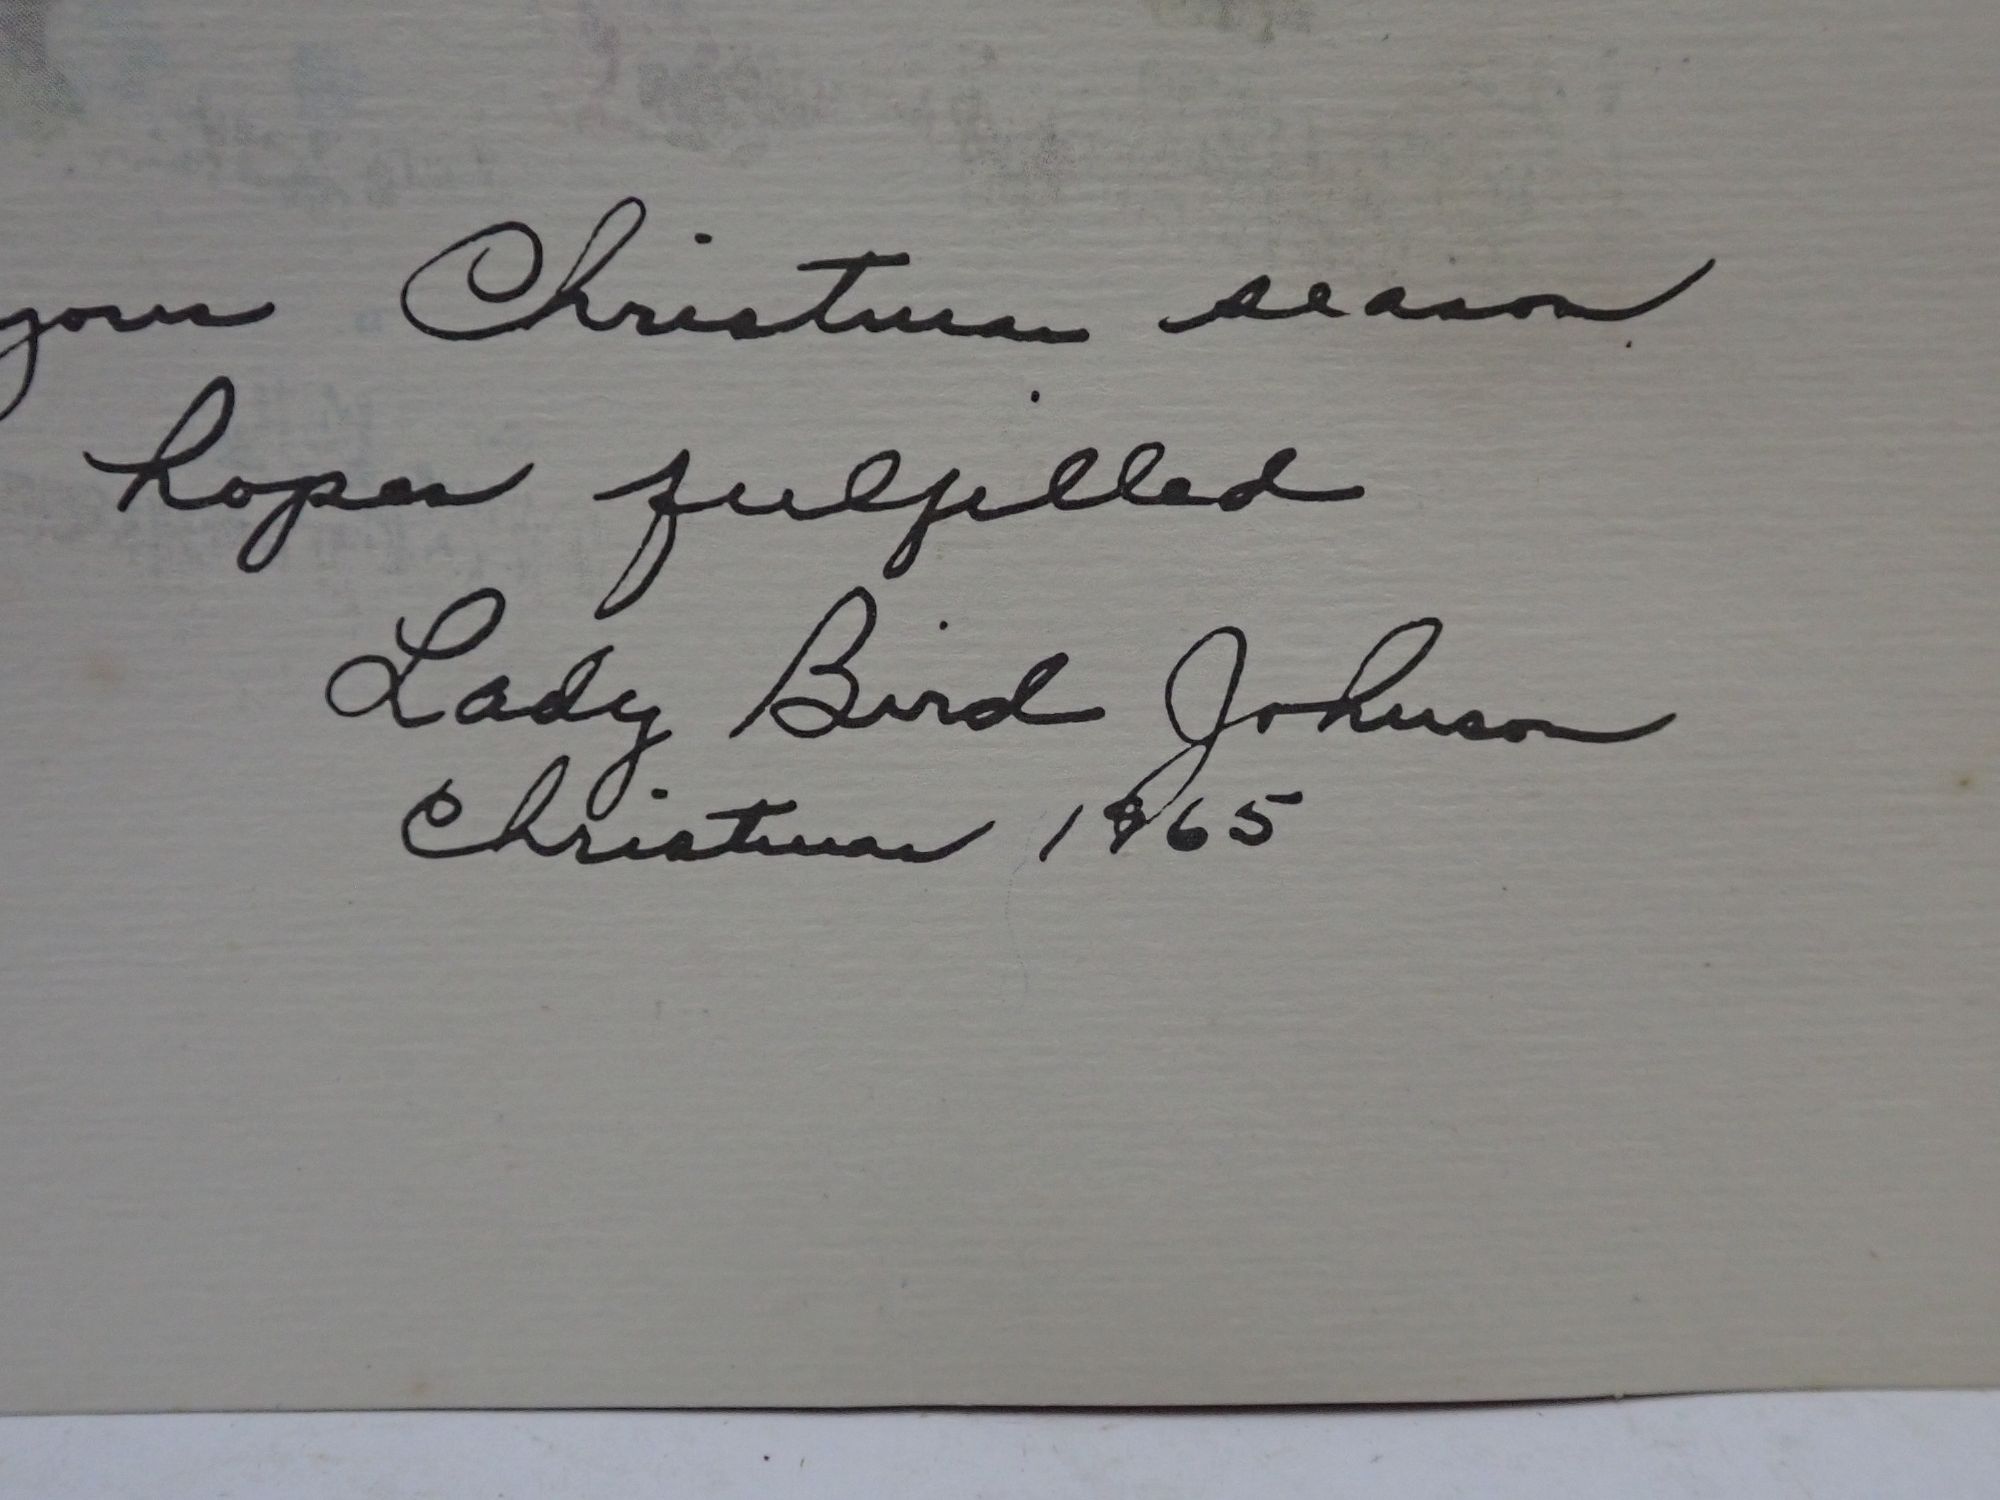 your Christmas season
hopes fulfilled
Lady Bird Johnson
Christmas 1965